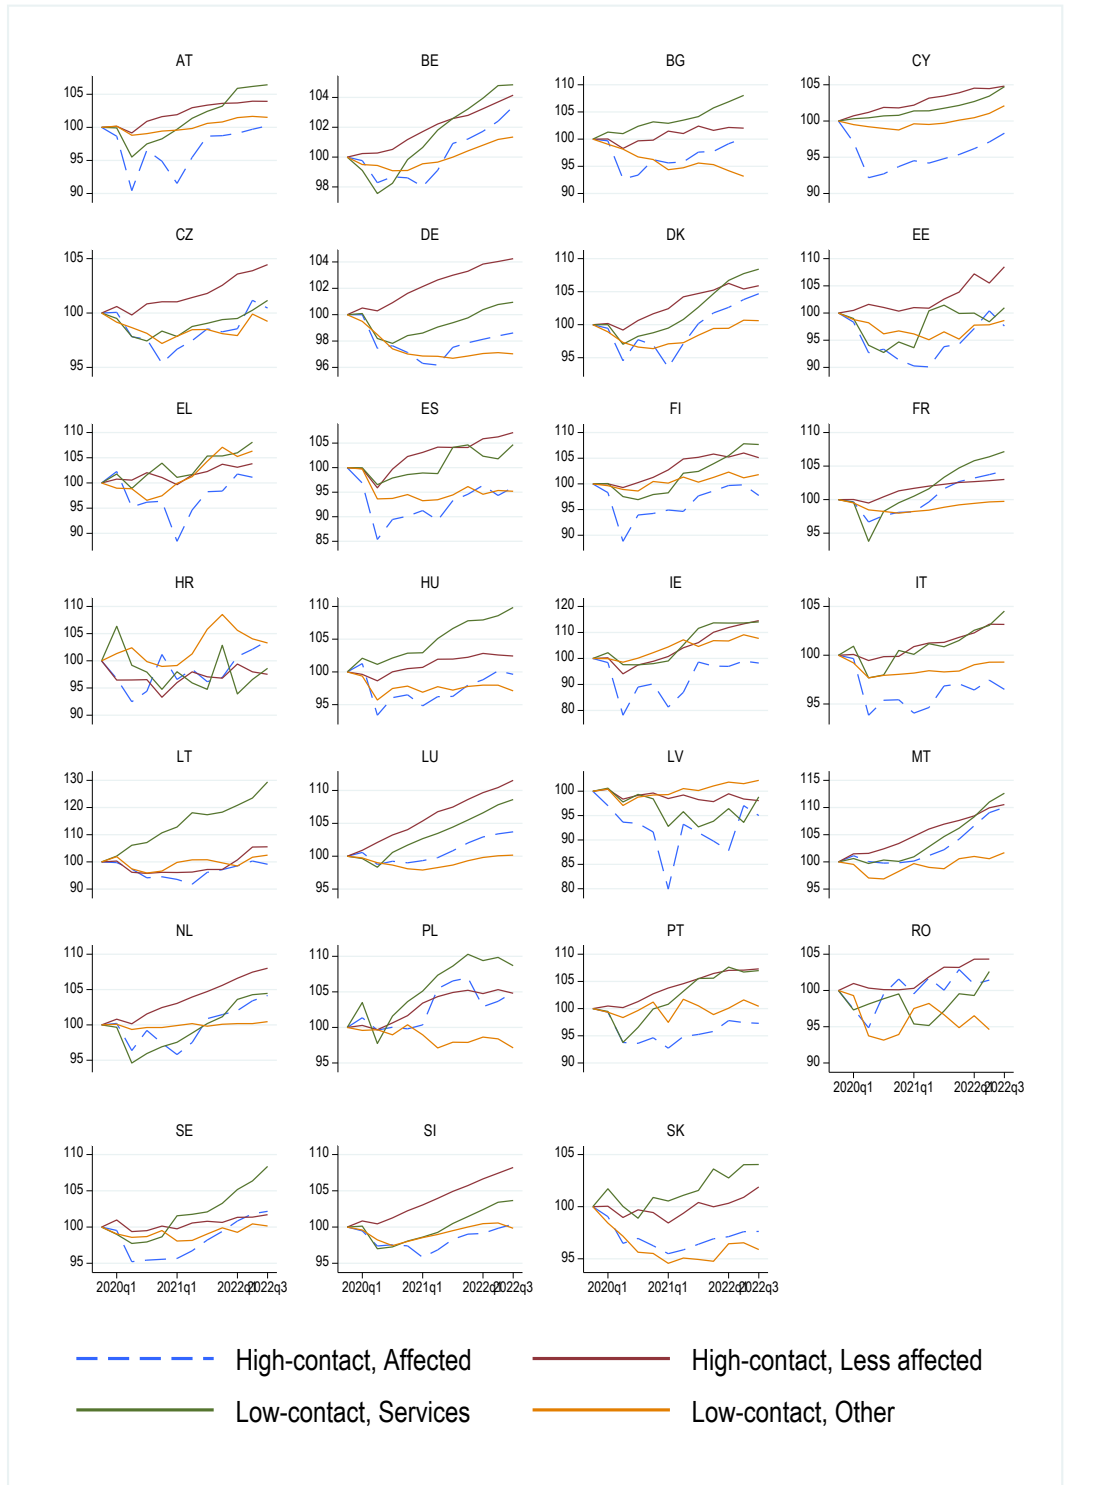 AT BE BG CY
105 100 95 90
104 102 100 98
110 105 100 95 90
105 100 95 90
CZ DE DK EE
105 100 95
104 102 100 98 96
110 105 100 95
110 105 100 95 90
EL ES FI FR
110 105 100 95 90
105 100 95 90 85
110 105 100 95 90
110 105 100 95
HR HU IE IT
110 105 100 95 90
110 105 100 95
120 110 100 90 80
105 100 95
LT LU LV MT
130 120 110 100 90
110 105 100 95
100 95 90 85 80
115 110 105 100 95
NL PL PT RO
110 105 100 95
110 105 100 95
110 105 100 95 90
105 100 95 90
2020q1 2021q1 2022q1 2022q3
SE SI SK
110 105 100 95
110 105 100 95
105 100 95
2020q1 2021q1 2022q1 2022q3
2020q1 2021q1 2022q1 2022q3
2020q1 2021q1 2022q1 2022q3
High-contact, Affected High-contact, Less affected
Low-contact, Services Low-contact, Other